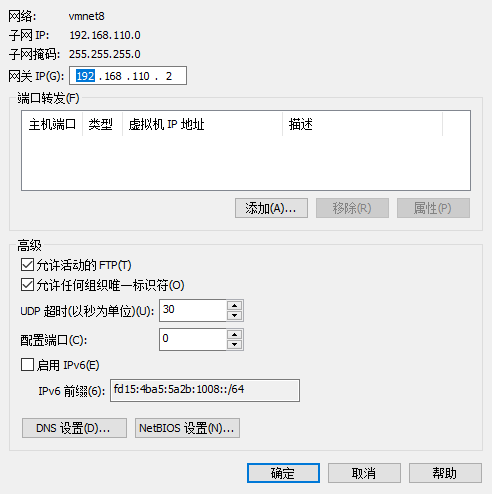 网络: vmnet8
子网 IP: 192.168.110.0
子网掩码: 255.255.255.0
网关 IP(G): 192 . 168 . 110 . 2
端口转发(F)
主机端口 类型 虚拟机 IP 地址 描述
添加(A)... 移除(R) 属性(P)
高级
允许活动的 FTP(T)
允许任何组织唯一标识符(O)
UDP 超时(以秒为单位)(U): 30
配置端口(C): 0
启用 IPv6(E)
IPv6 前缀(6): fd15:4ba5:5a2b:1008::/64
DNS 设置(D)... NetBIOS 设置(N)...
确定 取消 帮助